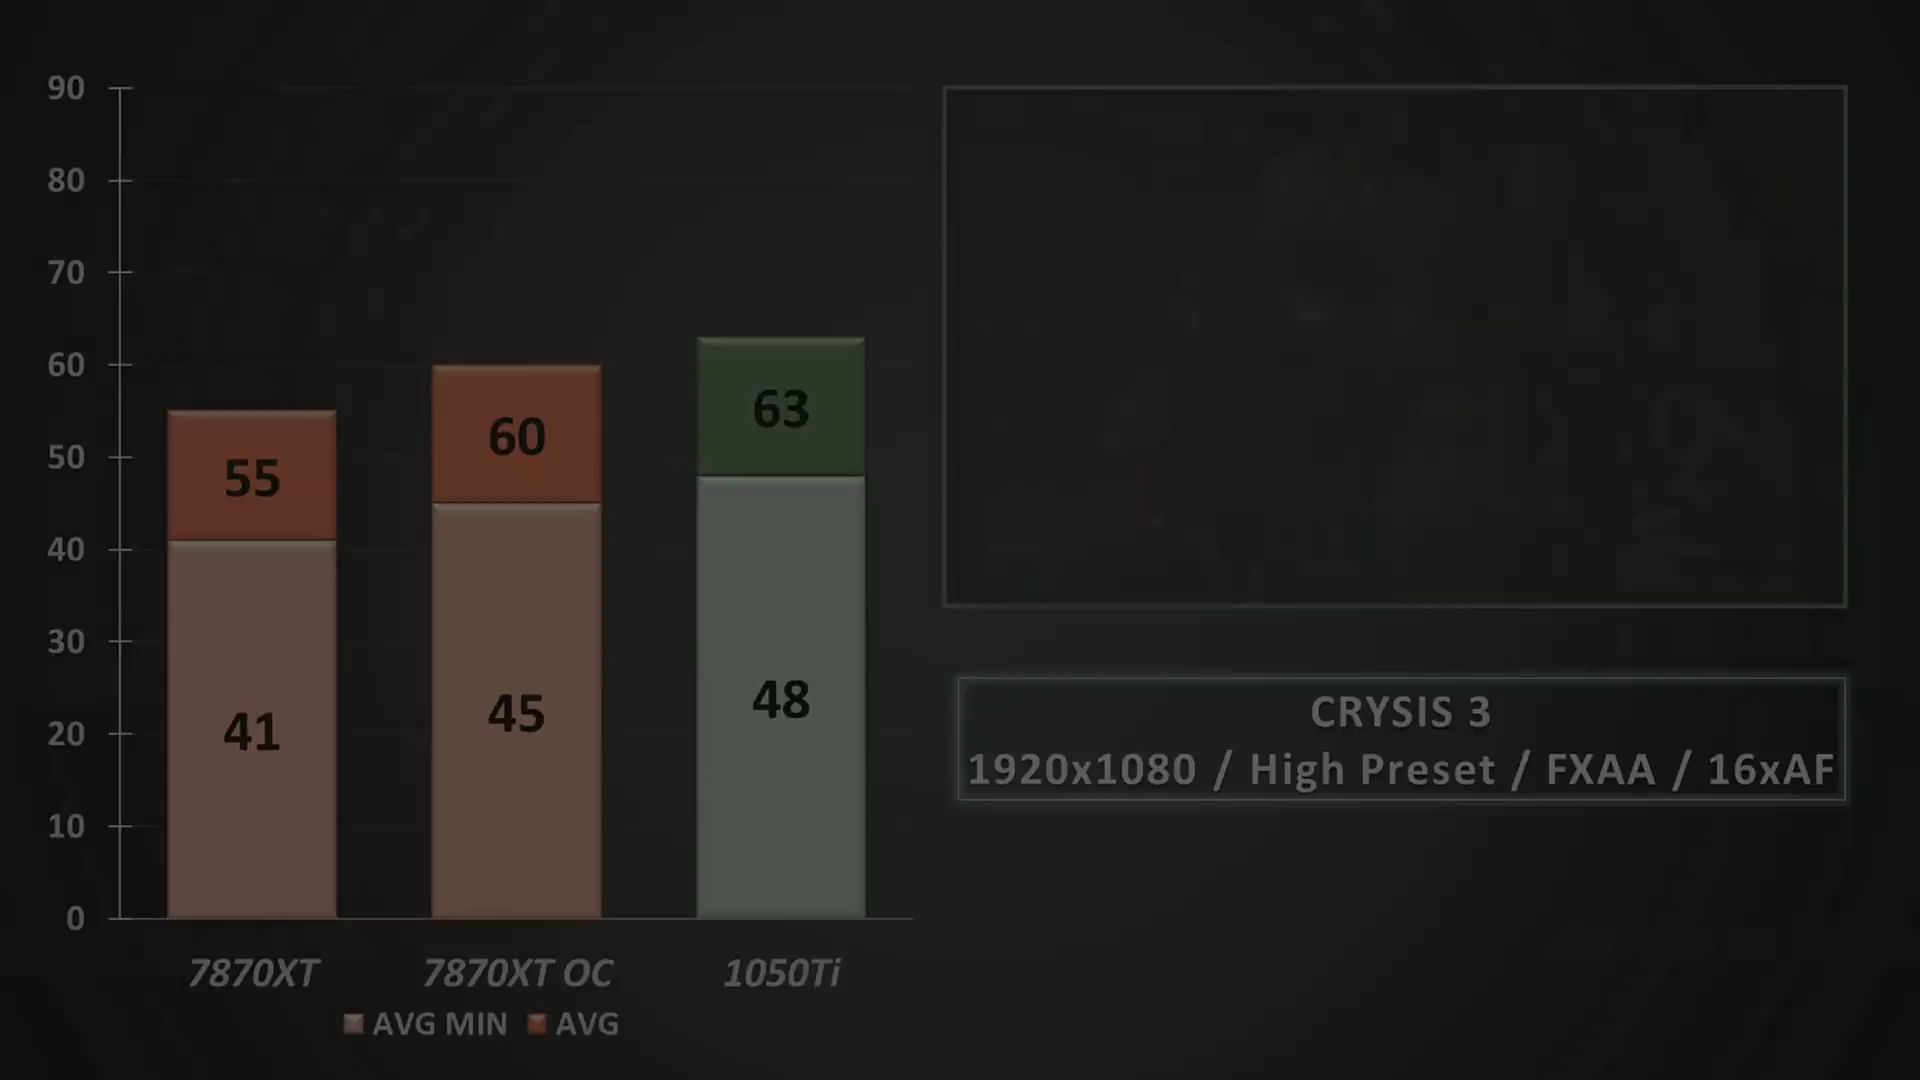 90
80
70
60
50
40
30
20
10
0
55
60
63
41
45
48
7870XT
7870XT OC
1050Ti
AVG MIN
AVG
CRYSIS 3
1920x1080 / High Preset / FXAA / 16xAF